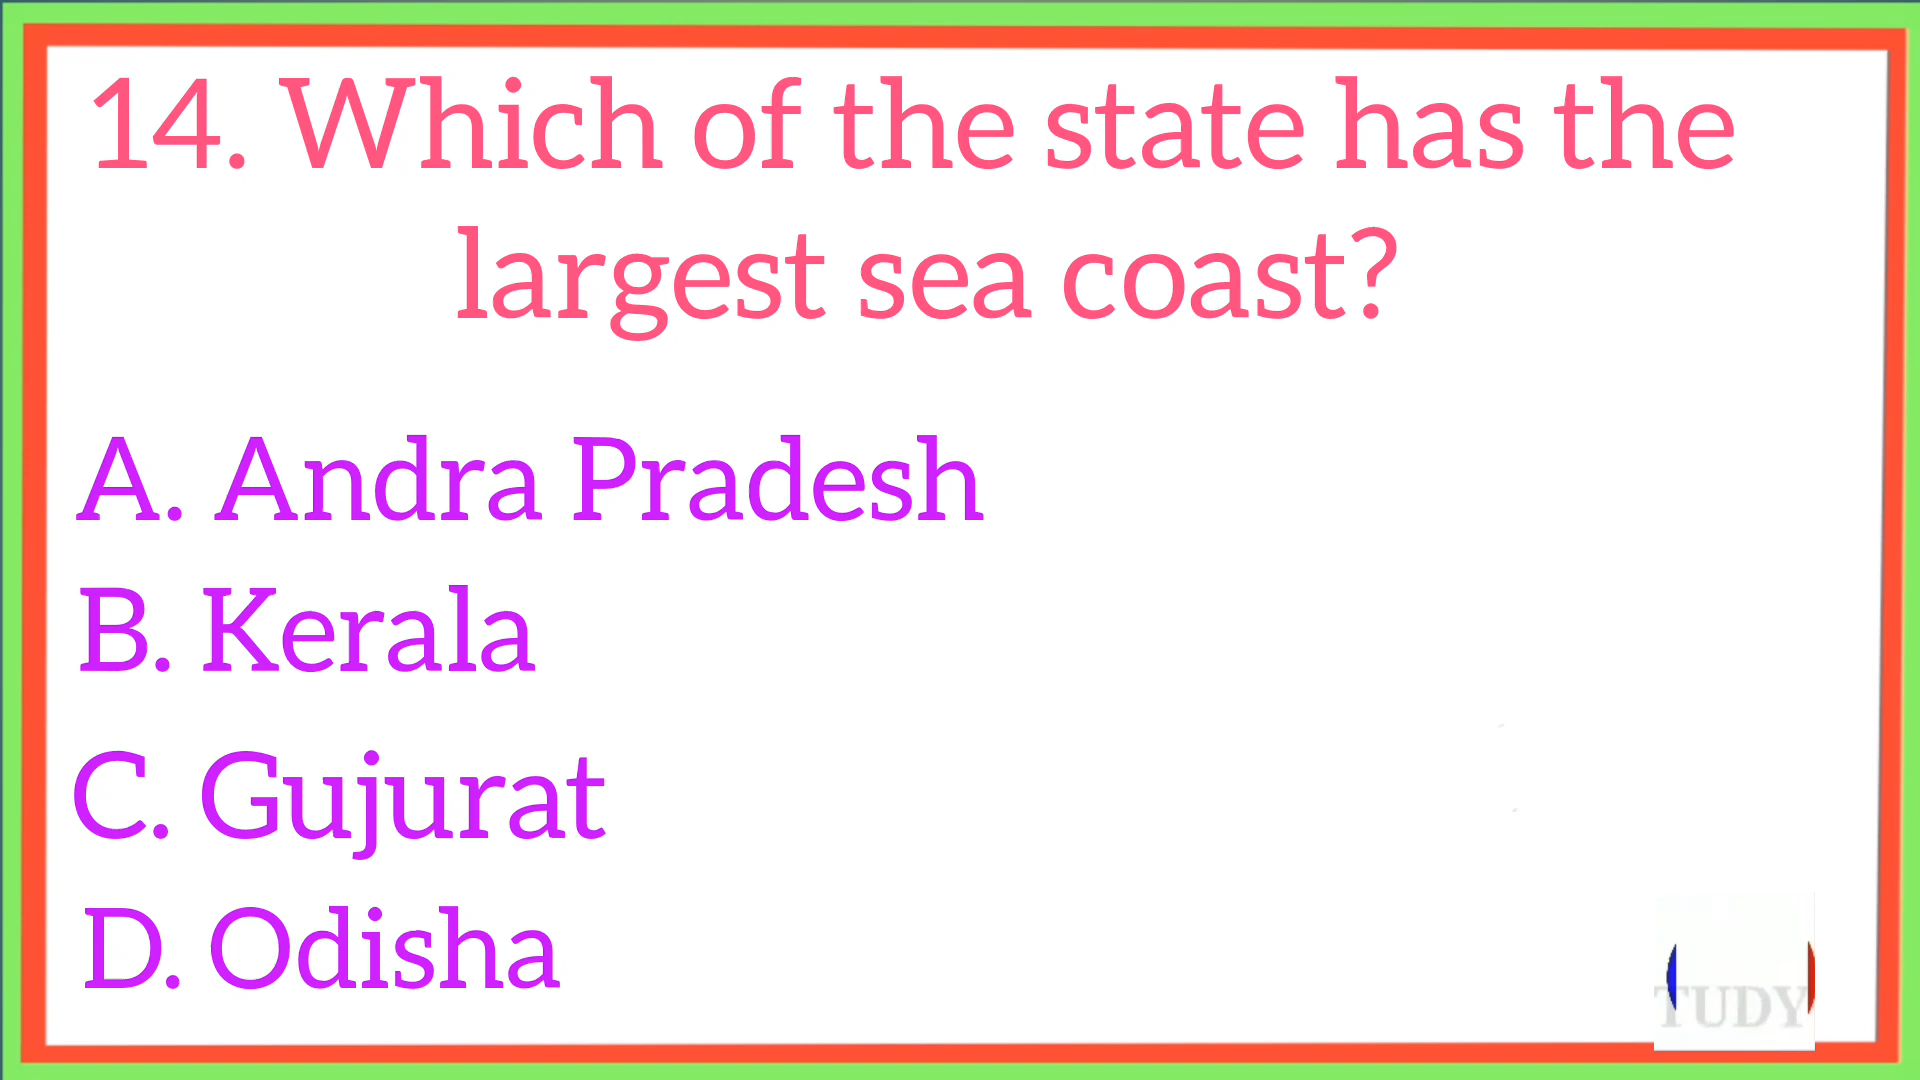 14. Which of the state has the
largest sea coast?
A. Andra Pradesh
B. Kerala
C. Gujurat
D. Odisha
TUDY